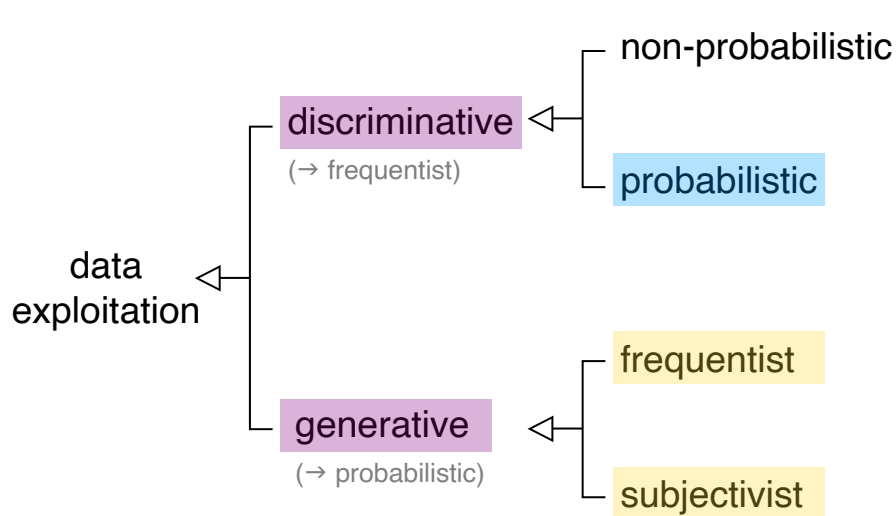 non-probabilistic
discriminative
(→ frequentist)
probabilistic
data
exploitation
frequentist
generative
(→ probabilistic)
subjectivist